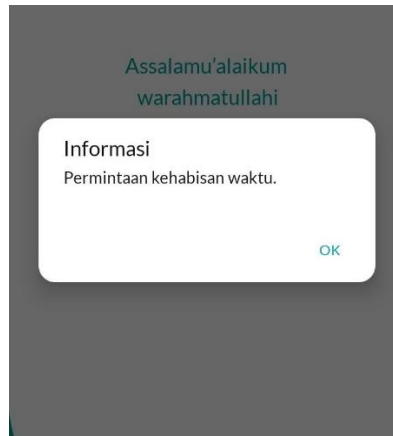 Assalamu’alaikum
warahmatullahi
Informasi
Permintaan kehabisan waktu.
OK